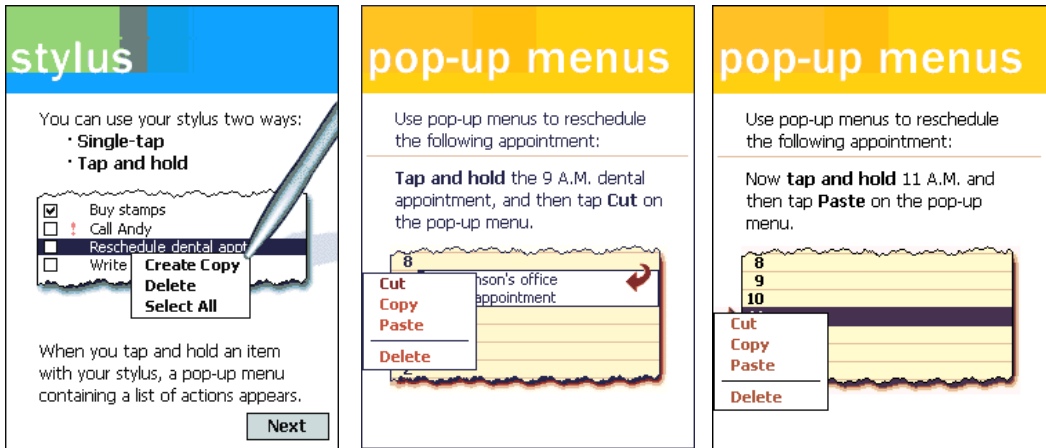 stylus
You can use your stylus two ways:
· Single-tap
· Tap and hold
Buy stamps
! Call Andy
Reschedule dental appt
Write
Create Copy
Delete
Select All
When you tap and hold an item
with your stylus, a pop-up menu
containing a list of actions appears.
Next
pop-up menus
Use pop-up menus to reschedule
the following appointment:
Tap and hold the 9 A.M. dental
appointment, and then tap Cut on
the pop-up menu.
8
nson's office
appointment
Cut
Copy
Paste
Delete
2
pop-up menus
Use pop-up menus to reschedule
the following appointment:
Now tap and hold 11 A.M. and
then tap Paste on the pop-up
menu.
8
9
10
Cut
Copy
Paste
Delete